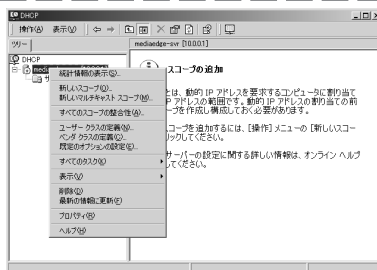 DHCP
操作(A) 表示(V)
ツリー
mediaedge-svr [10.0.0.1]
DHCP
統計情報の表示(D)...
新しいスコープ(O)...
新しいマルチキャスト スコープ(M)...
すべてのスコープの整合性(A)...
ユーザー クラスの定義(N)...
ベンダ クラスの定義(C)...
既定のオプションの設定(E)...
すべてのタスク(K)
表示(V)
削除(D)
最新の情報に更新(F)
プロパティ(R)
ヘルプ(H)
スコープの追加
とは、動的 IP アドレスを要求するコンピュータに割り当て
P アドレスの範囲です。動的 IP アドレスの割り当ての前
ープを作成し構成しておく必要があります。
コープを追加するには、[操作] メニューの [新しいスコー
リックしてください。
サーバーの設定に関する詳しい情報は、オンライン ヘルプ
してください。